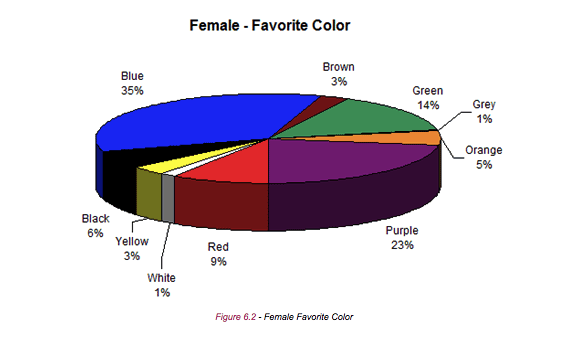 Female - Favorite Color
Brown
3%
Blue
35%
Green
14%
Grey
1%
Orange
5%
Black
6%
Yellow
3%
White
1%
Red
9%
Purple
23%
Figure 6.2 - Female Favorite Color